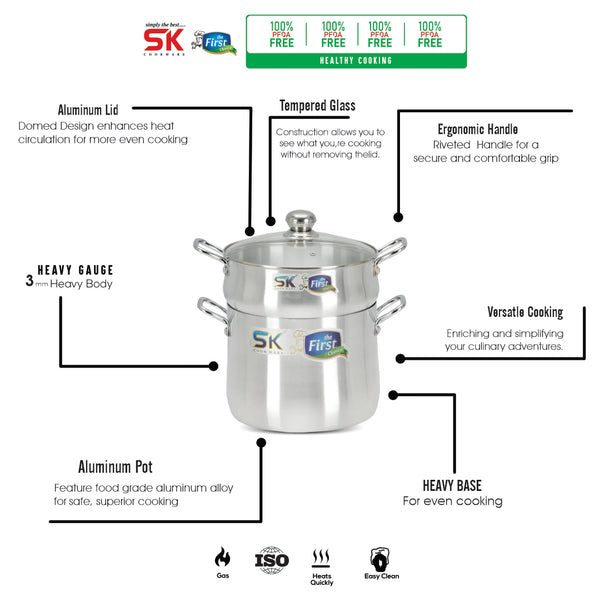 simply the best.....
SK
COOKWARE
the
First
Choice
100%
PFOA
FREE
100%
PFOA
FREE
100%
PFOA
FREE
100%
PFOA
FREE
HEALTHY COOKING
Aluminum Lid
Domed Design enhances heat
circulation for more even cooking
Tempered Glass
Construction allows you to
see what you,re cooking
without removing thelid.
Ergonomic Handle
Riveted Handle for a
secure and comfortable grip
HEAVY GAUGE
3 mm Heavy Body
SK
COOKWARE
the
First
Choice
SK
COOKWARE
the
First
Choice
Versatle Cooking
Enriching and simplifying
your culinary adventures.
Aluminum Pot
Feature food grade aluminum alloy
for safe, superior cooking
HEAVY BASE
For even cooking
Gas
ISO
Heats
Quickly
Easy Clean